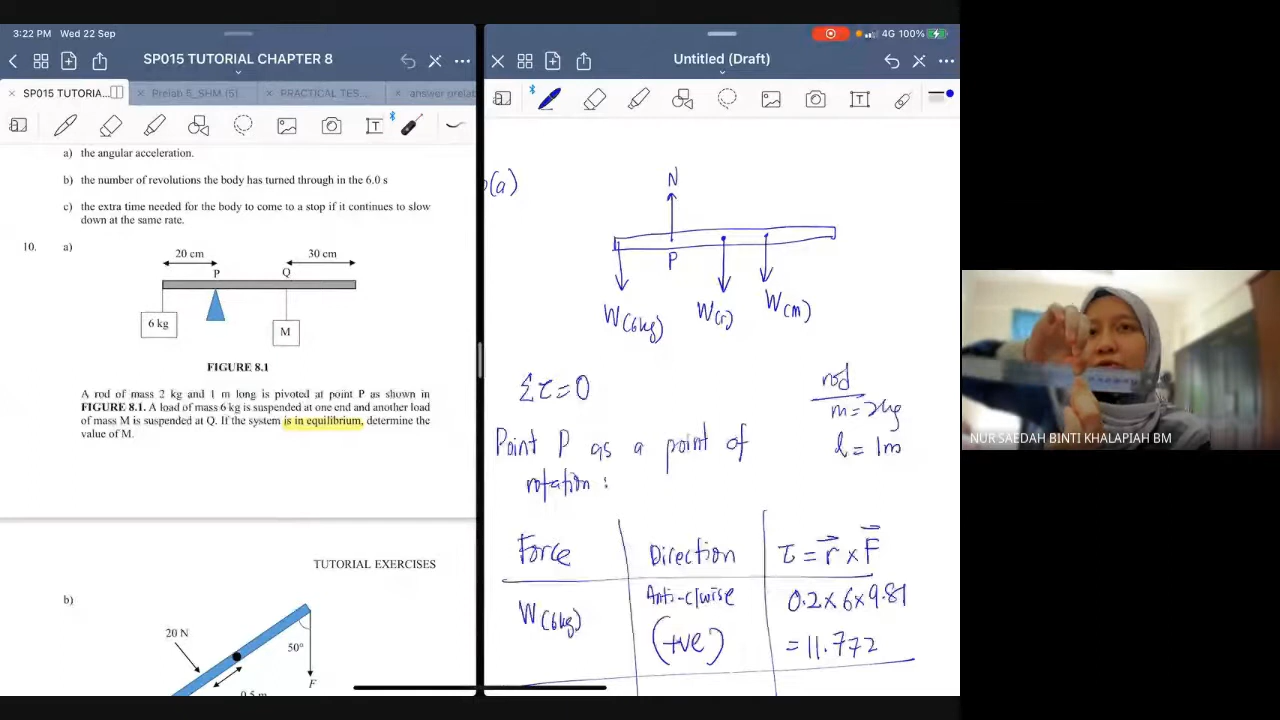 3:22 PM Wed 22 Sep
SP015 TUTORIAL CHAPTER 8
SP015 TUTORIA...
Prelab 5_SHM (5)
PRACTICAL TES...
answer prelab
a) the angular acceleration.
b) the number of revolutions the body has turned through in the 6.0 s
c) the extra time needed for the body to come to a stop if it continues to slow
down at the same rate.
10. a)
20 cm 30 cm
P Q
6 kg
M
FIGURE 8.1
A rod of mass 2 kg and 1 m long is pivoted at point P as shown in
FIGURE 8.1. A load of mass 6 kg is suspended at one end and another load
of mass M is suspended at Q. If the system is in equilibrium, determine the
value of M.
TUTORIAL EXERCISES
b)
20 N
50°
F
0.5 m
4G 100%
Untitled (Draft)
(a)
N
P
W(6kg) W(r) W(M)
Στ=0
rod
m=2kg
l=1m
Point P as a point of
rotation :
Force Direction τ = r⃗ × F⃗
W(6kg) Anti-c/wise 0.2×6×9.81
(+ve) = 11.772
NUR SAEDAH BINTI KHALAPIAH BM